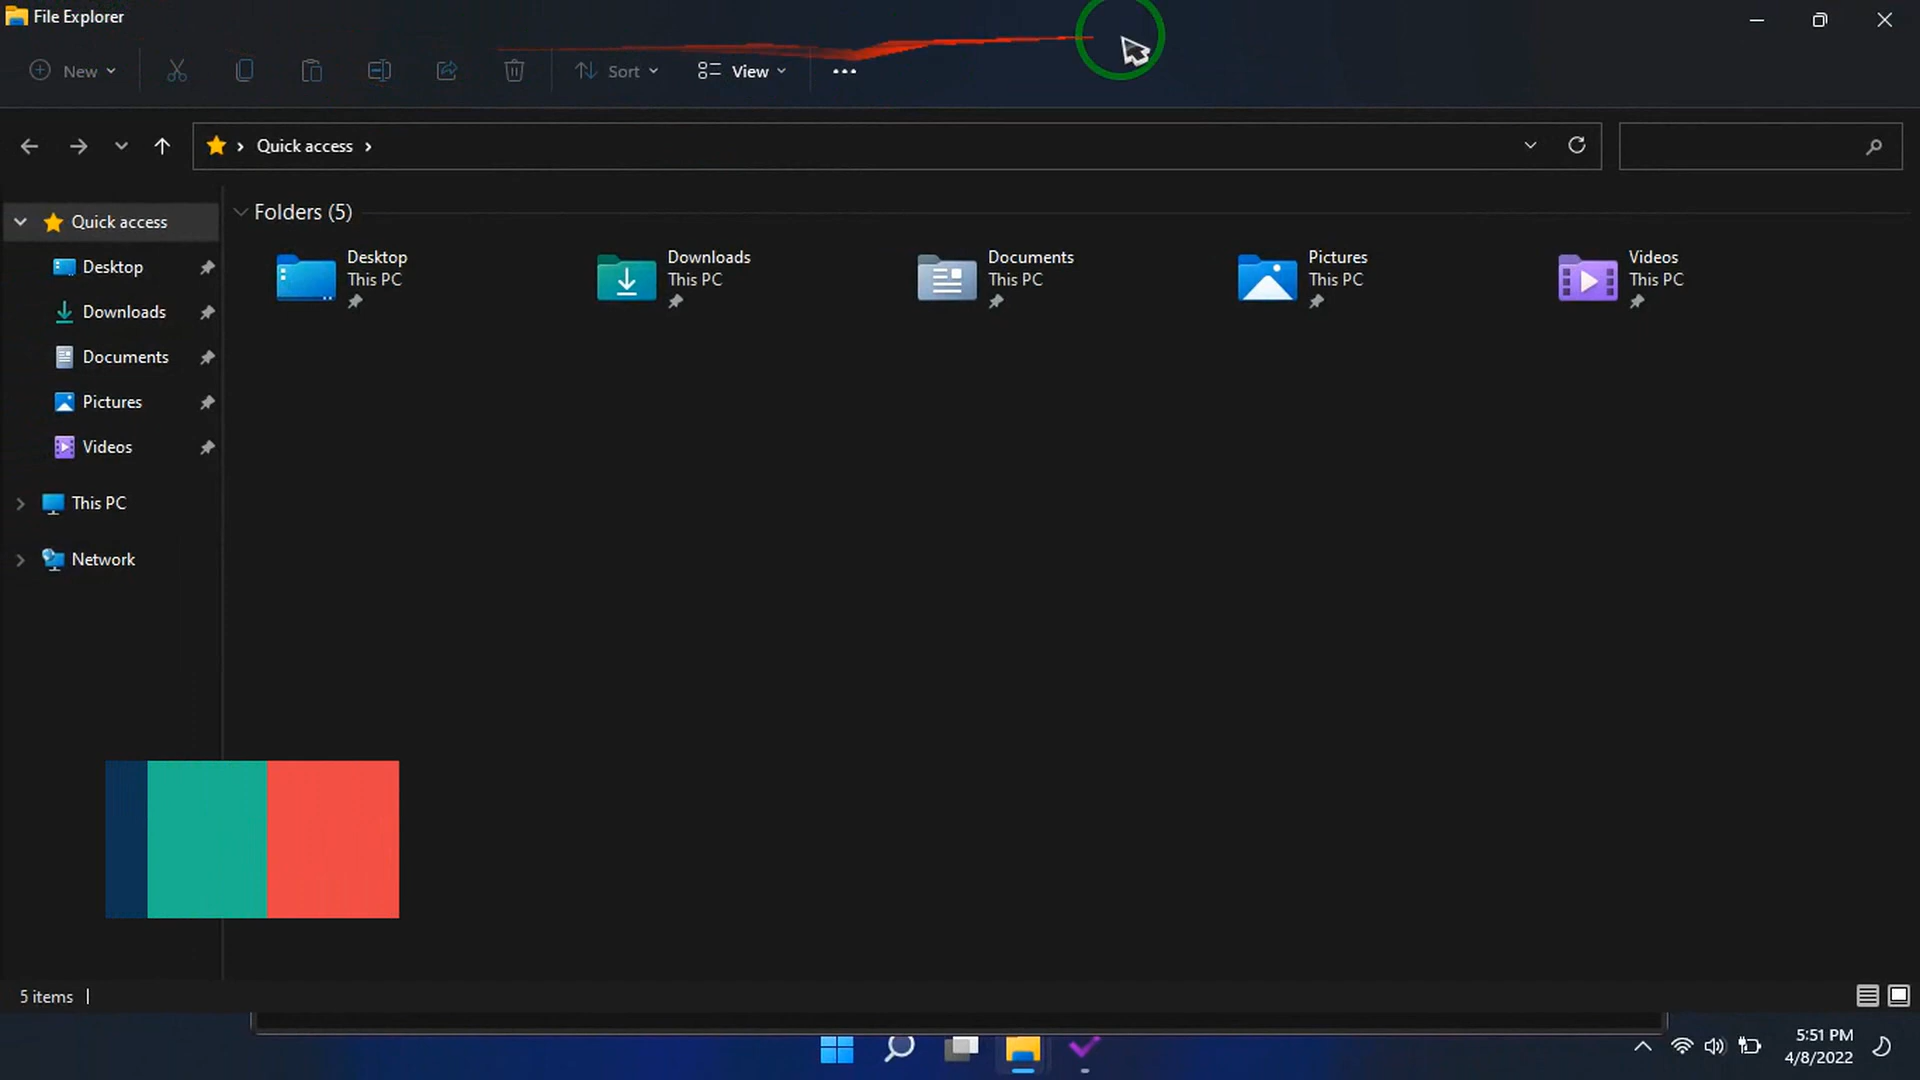 File Explorer
New
Sort
View
Quick access
Quick access
Desktop
Downloads
Documents
Pictures
Videos
This PC
Network
Folders (5)
Desktop
This PC
Downloads
This PC
Documents
This PC
Pictures
This PC
Videos
This PC
5 items
5:51 PM
4/8/2022